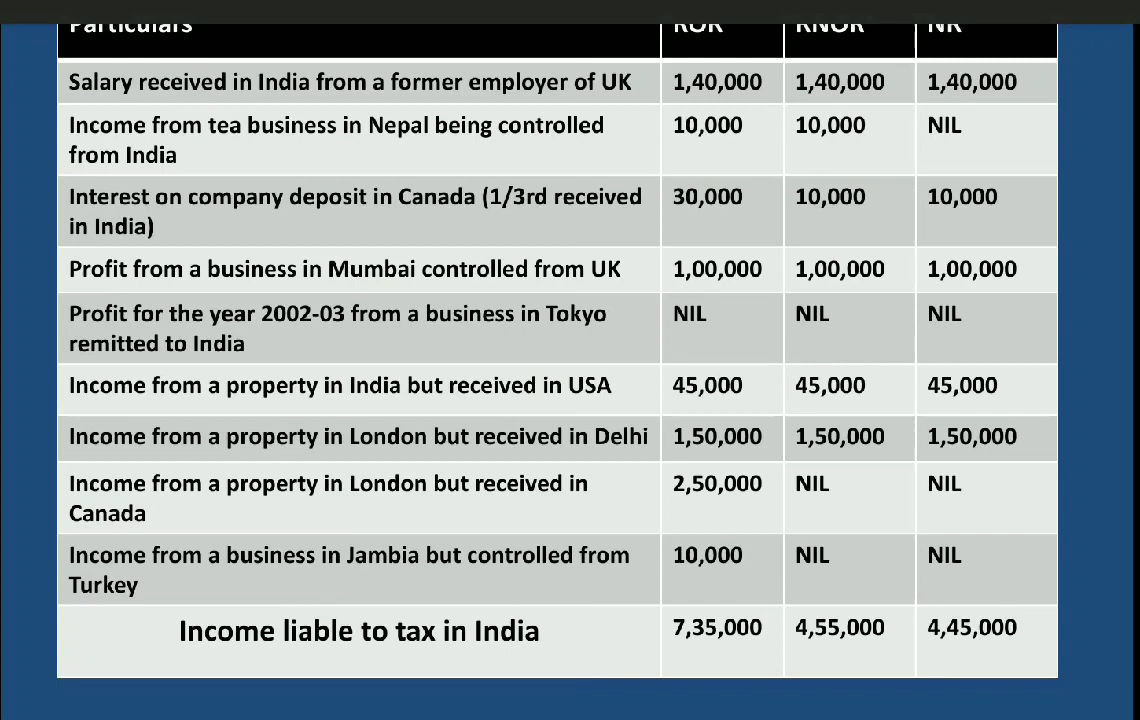 Particulars ROR RNOR NR
Salary received in India from a former employer of UK 1,40,000 1,40,000 1,40,000
Income from tea business in Nepal being controlled 10,000 10,000 NIL
from India
Interest on company deposit in Canada (1/3rd received 30,000 10,000 10,000
in India)
Profit from a business in Mumbai controlled from UK 1,00,000 1,00,000 1,00,000
Profit for the year 2002-03 from a business in Tokyo NIL NIL NIL
remitted to India
Income from a property in India but received in USA 45,000 45,000 45,000
Income from a property in London but received in Delhi 1,50,000 1,50,000 1,50,000
Income from a property in London but received in 2,50,000 NIL NIL
Canada
Income from a business in Jambia but controlled from 10,000 NIL NIL
Turkey
Income liable to tax in India 7,35,000 4,55,000 4,45,000